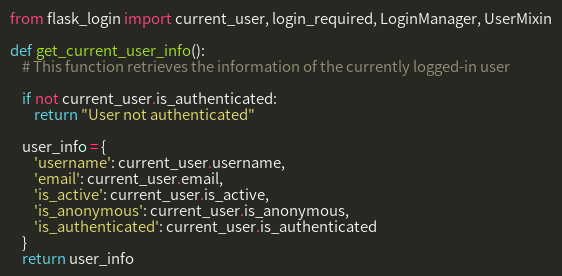 from flask_login import current_user, login_required, LoginManager, UserMixin
def get_current_user_info():
# This function retrieves the information of the currently logged-in user
if not current_user.is_authenticated:
return "User not authenticated"
user_info = {
'username': current_user.username,
'email': current_user.email,
'is_active': current_user.is_active,
'is_anonymous': current_user.is_anonymous,
'is_authenticated': current_user.is_authenticated
}
return user_info